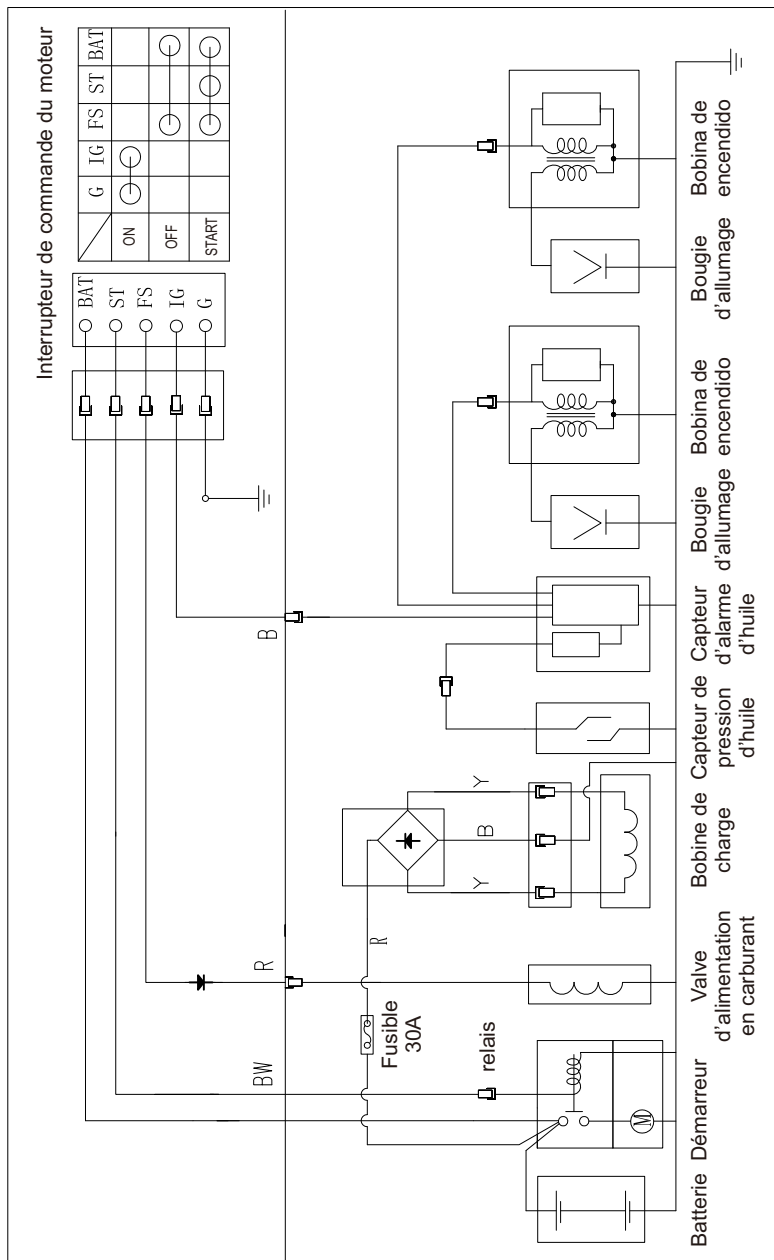 Interrupteur de commande du moteur
G IG FS ST BAT
ON
OFF
START
BAT
ST
FS
IG
G
BW
R
B
Fusible
30A
relais
R
Y
B
Y
M
Batterie
Démarreur
Valve
d'alimentation
en carburant
Bobine de
charge
Capteur de
pression
d'huile
Capteur
d'alarme
d'huile
Bougie
d'allumage
Bobina de
encendido
Bougie
d'allumage
Bobina de
encendido